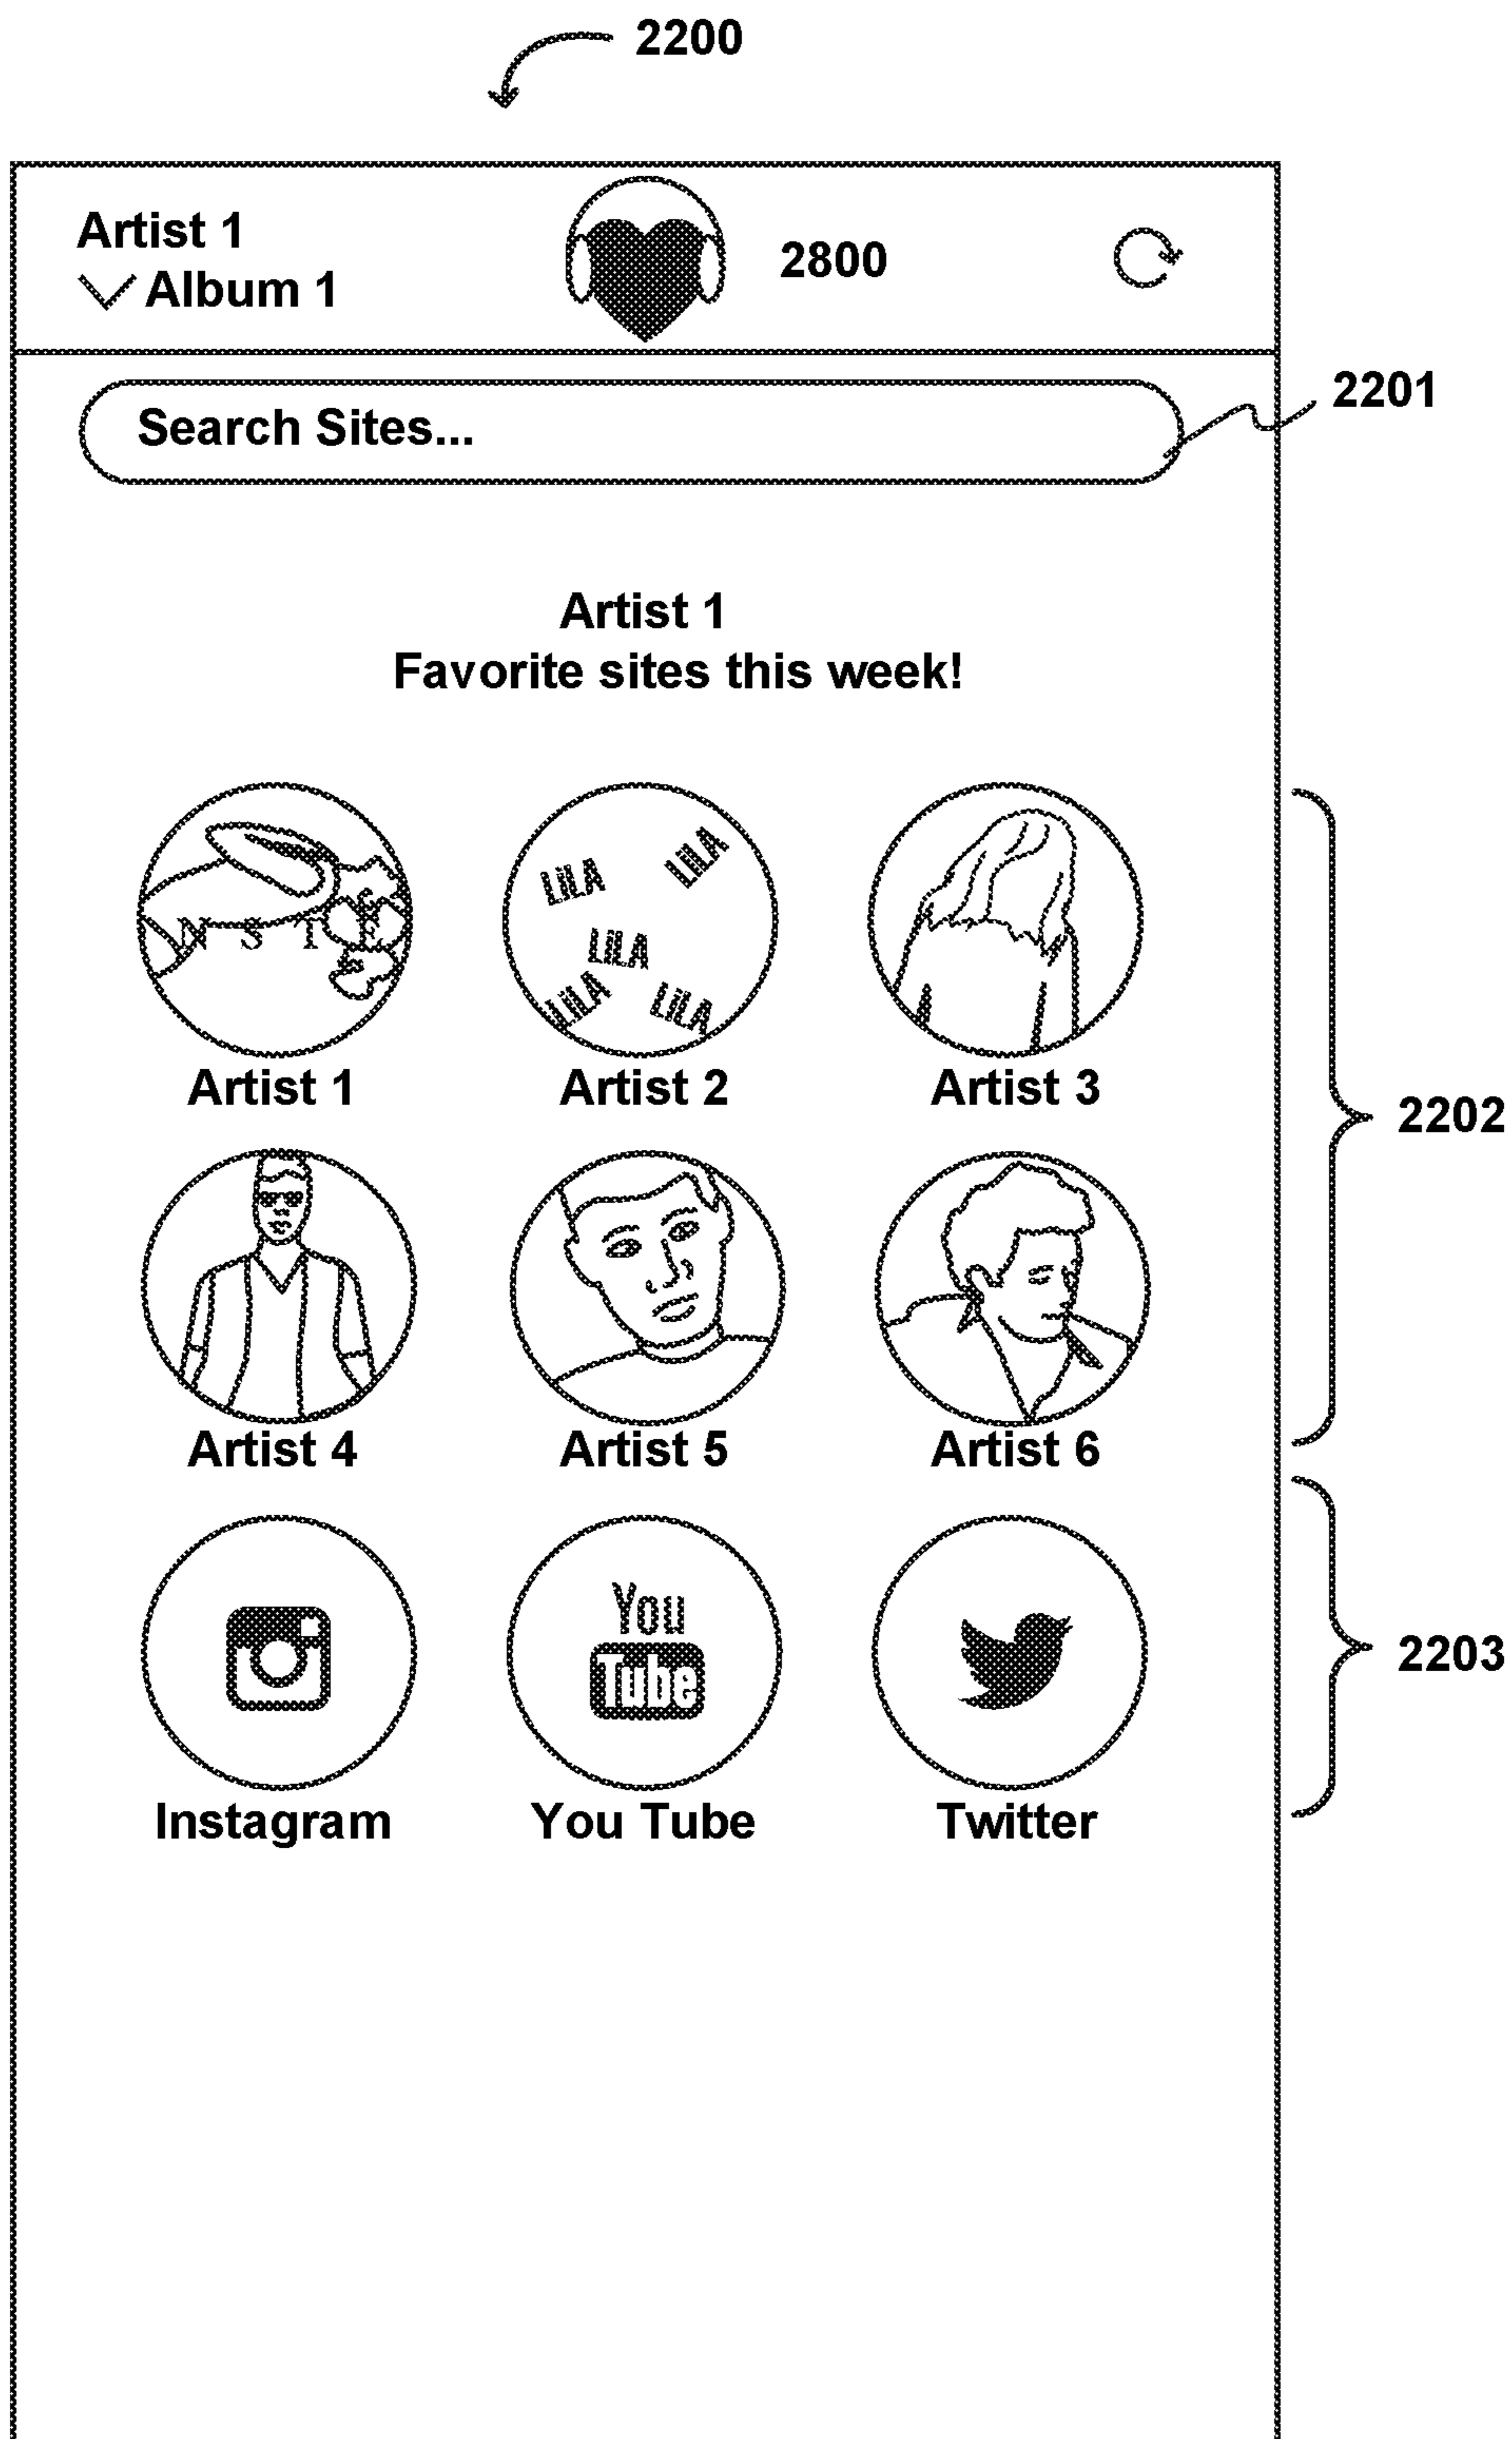 2200
Artist 1
Album 1
2800
Search Sites...
2201
Artist 1
Favorite sites this week!
N S T E
LiLA
LiLA
LiLA
LiLA
LiLA
Artist 1 Artist 2 Artist 3
2202
Artist 4 Artist 5 Artist 6
You
Tube
2203
Instagram You Tube Twitter